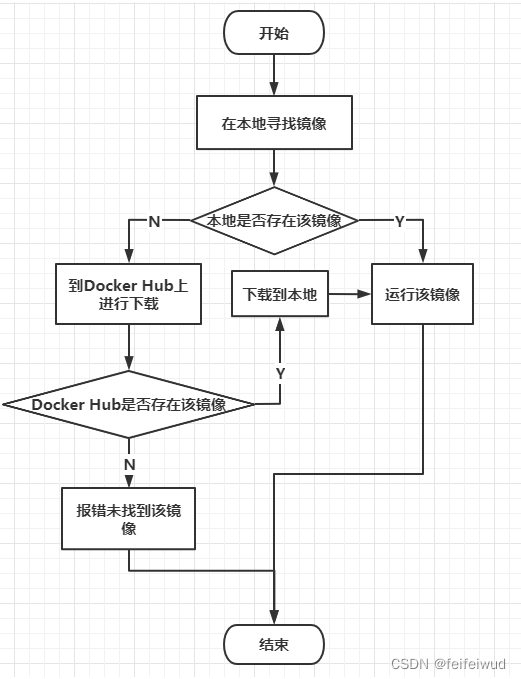 开始
在本地寻找镜像
本地是否存在该镜像
N
Y
到Docker Hub上
进行下载
下载到本地
运行该镜像
Y
Docker Hub是否存在该镜像
N
报错未找到该镜
像
结束
CSDN @feifeiwud